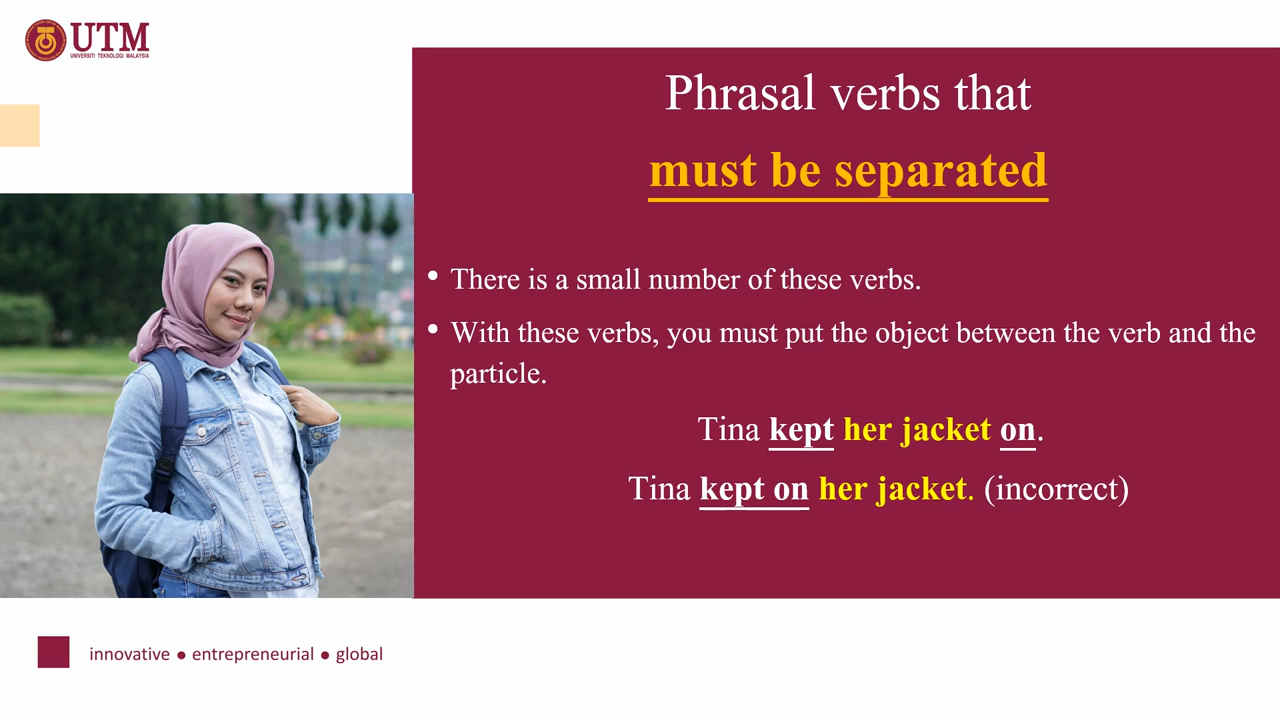 UTM
UNIVERSITI TEKNOLOGI MALAYSIA
Phrasal verbs that
must be separated
• There is a small number of these verbs.
• With these verbs, you must put the object between the verb and the
particle.
Tina kept her jacket on.
Tina kept on her jacket. (incorrect)
innovative ● entrepreneurial ● global